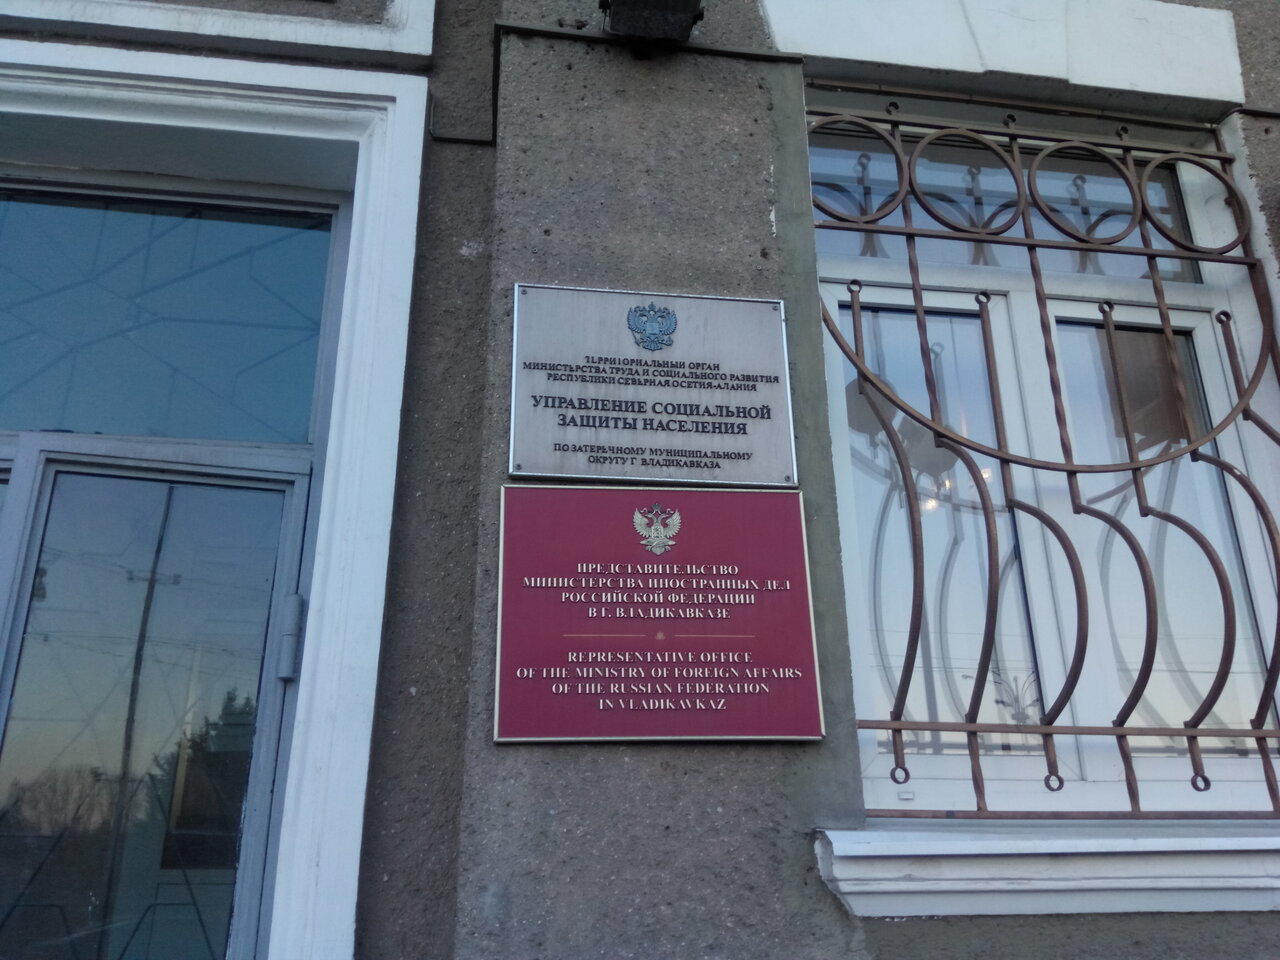 ТЕРРИТОРИАЛЬНЫЙ ОРГАН
МИНИСТЕРСТВА ТРУДА И СОЦИАЛЬНОГО РАЗВИТИЯ
РЕСПУБЛИКИ СЕВЕРНАЯ ОСЕТИЯ-АЛАНИЯ
УПРАВЛЕНИЕ СОЦИАЛЬНОЙ
ЗАЩИТЫ НАСЕЛЕНИЯ
ПО ЗАТЕРЕЧНОМУ МУНИЦИПАЛЬНОМУ
ОКРУГУ Г ВЛАДИКАВКАЗА
ПРЕДСТАВИТЕЛЬСТВО
МИНИСТЕРСТВА ИНОСТРАННЫХ ДЕЛ
РОССИЙСКОЙ ФЕДЕРАЦИИ
В Г. ВЛАДИКАВКАЗЕ
REPRESENTATIVE OFFICE
OF THE MINISTRY OF FOREIGN AFFAIRS
OF THE RUSSIAN FEDERATION
IN VLADIKAVKAZ